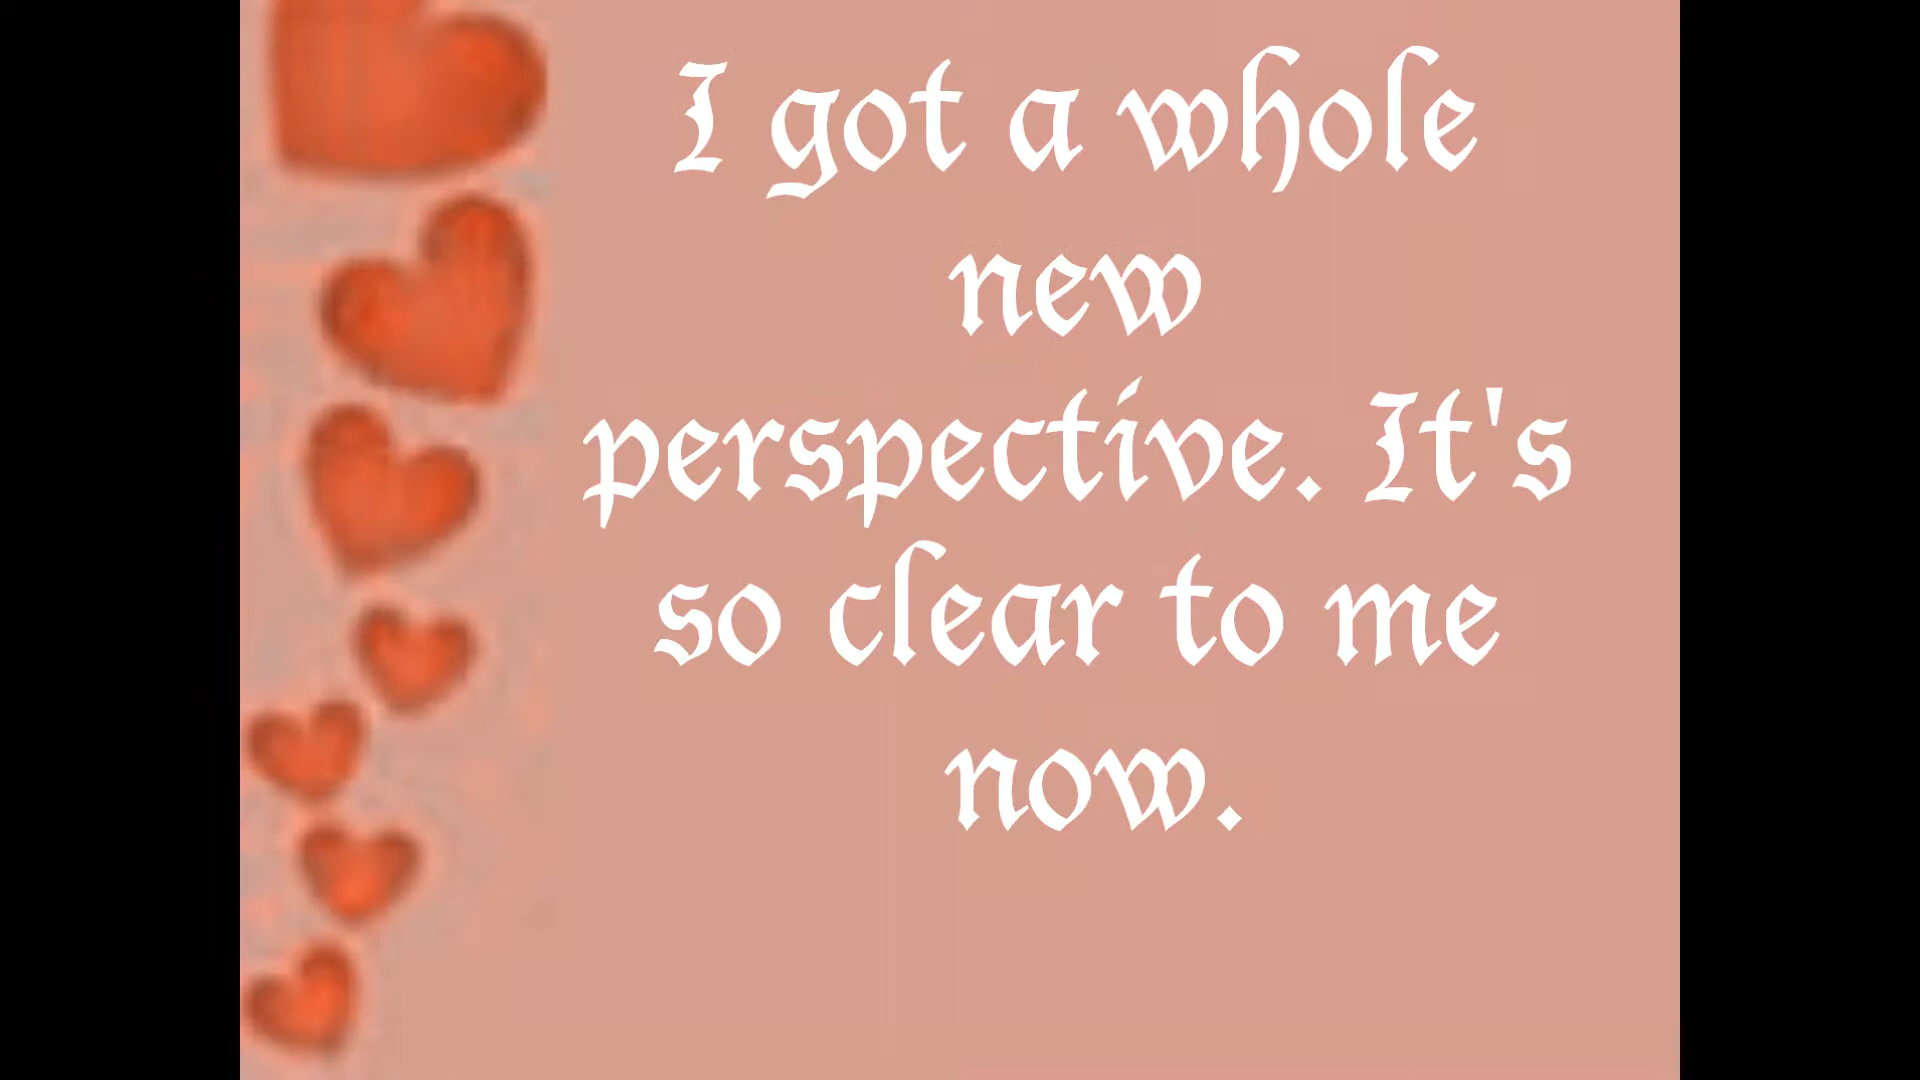 I got a whole
new
perspective. It's
so clear to me
now.